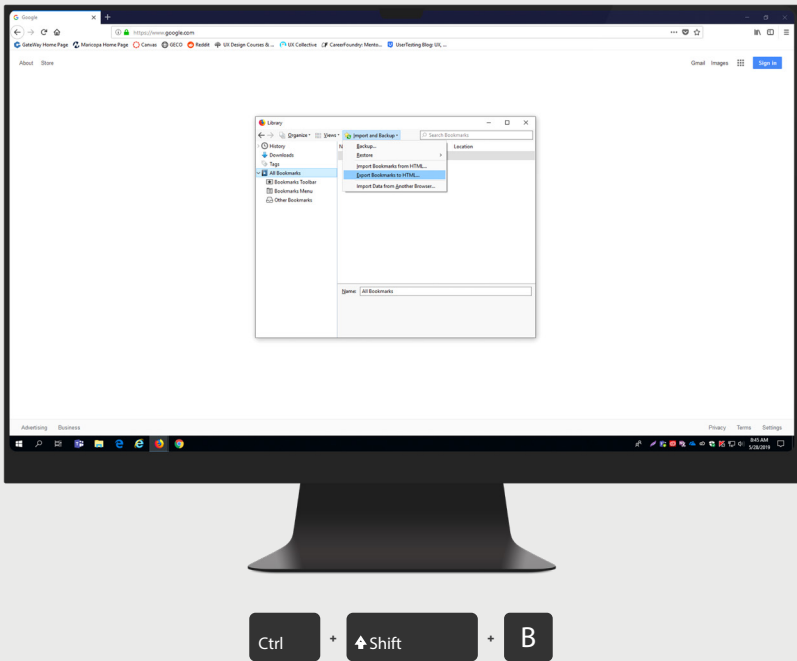 Google
https://www.google.com
GateWay Home Page Maricopa Home Page Canvas GECO Reddit UX Design Courses & ... UX Collective CareerFoundry: Mento... UserTesting Blog: UX, ...
About Store
Gmail Images Sign in
Library
Organize Views Import and Backup Search Bookmarks
History
Downloads
Tags
All Bookmarks
Bookmarks Toolbar
Bookmarks Menu
Other Bookmarks
N Location
Backup...
Restore
Import Bookmarks from HTML...
Export Bookmarks to HTML...
Import Data from Another Browser...
Name: All Bookmarks
Advertising Business
Privacy Terms Settings
8:45 AM
5/28/2019
Ctrl + Shift + B